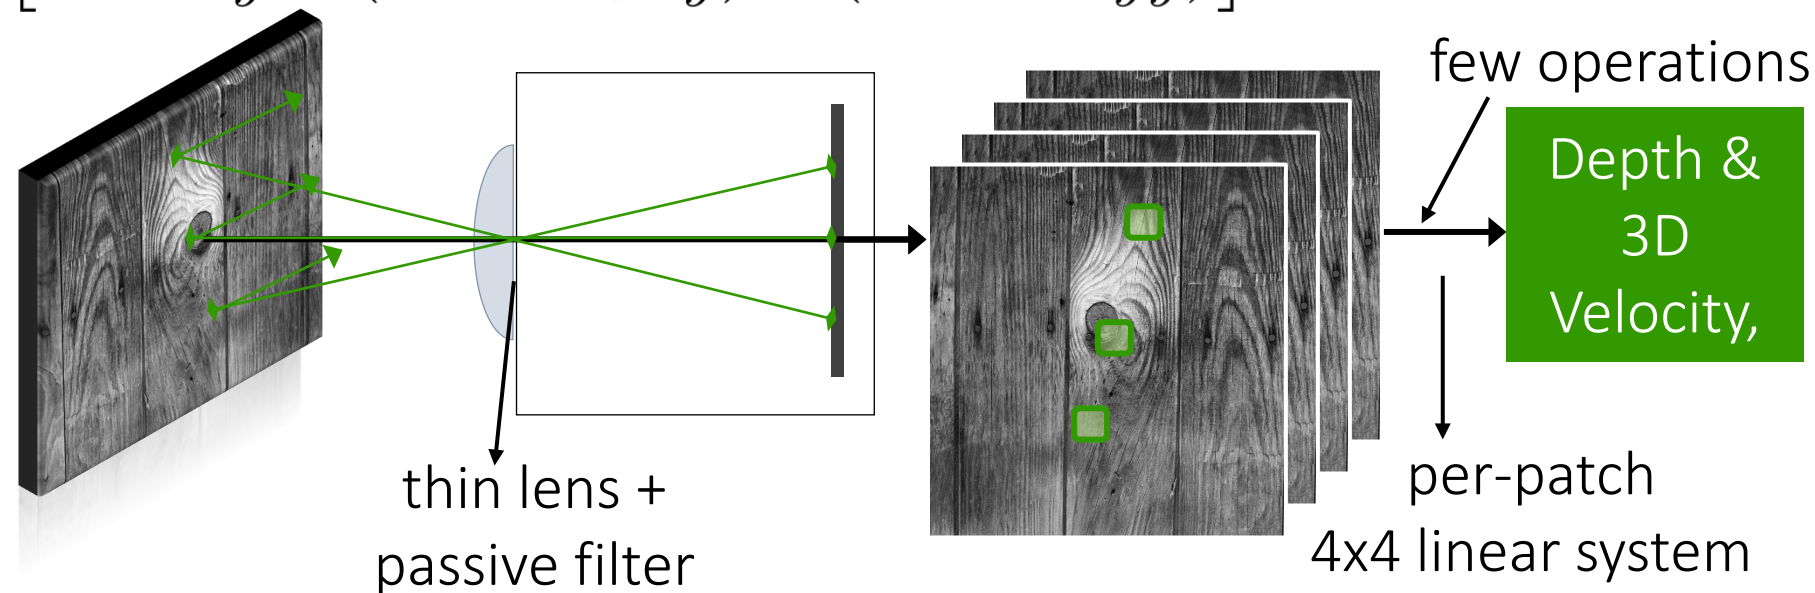 few operations
Depth &
3D
Velocity,
thin lens +
passive filter
per-patch
4x4 linear system